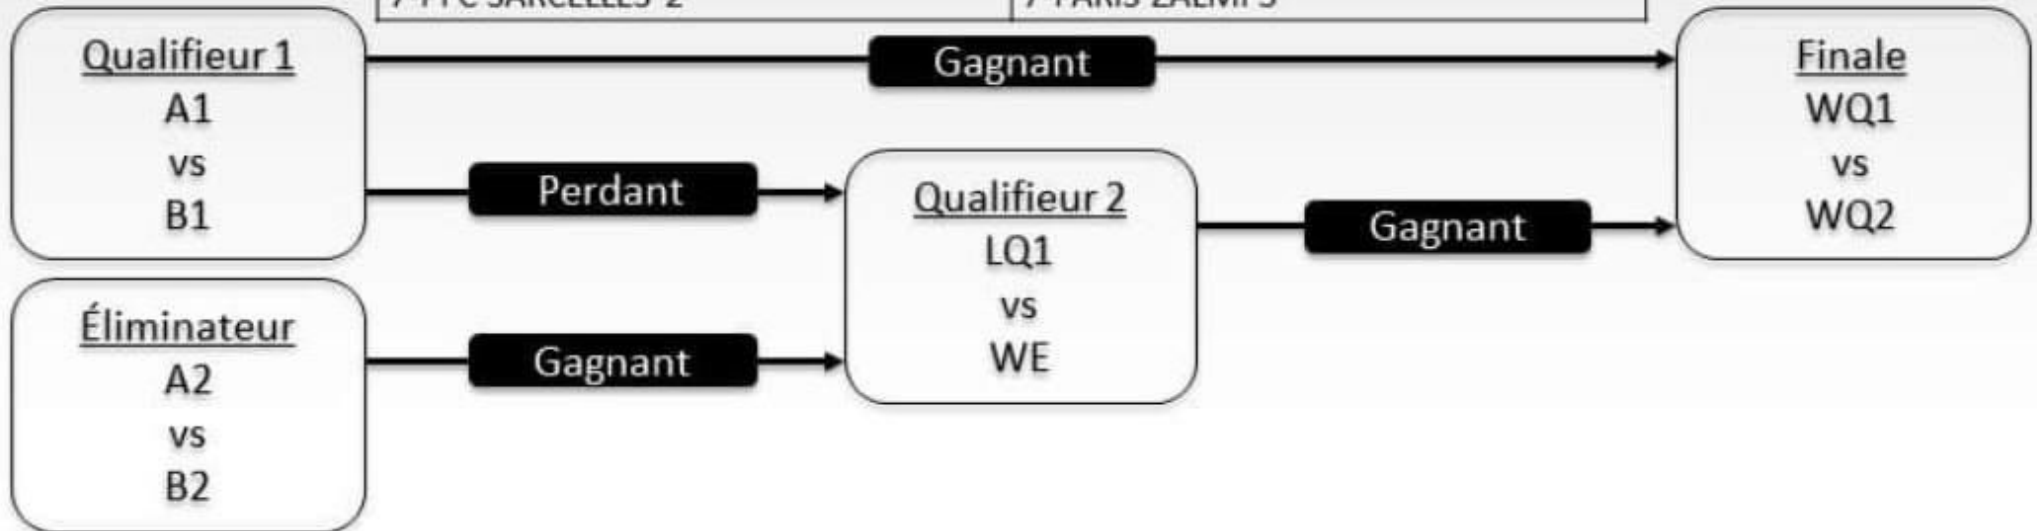 Qualifieur 1
A1
vs
B1
Gagnant
Finale
WQ1
vs
WQ2
Perdant
Qualifieur 2
LQ1
vs
WE
Gagnant
Éliminateur
A2
vs
B2
Gagnant